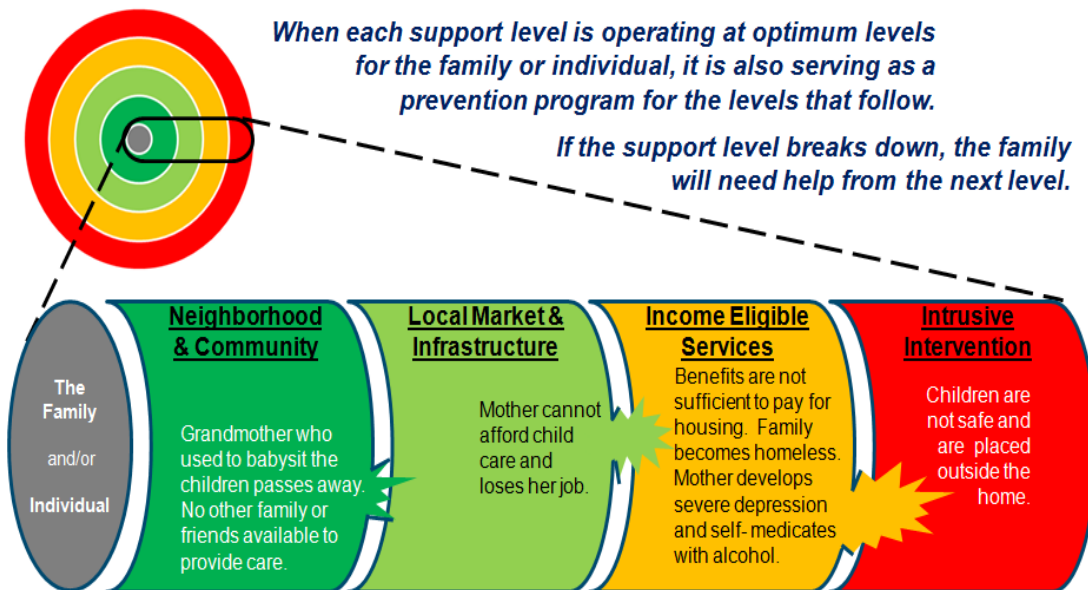 When each support level is operating at optimum levels
for the family or individual, it is also serving as a
prevention program for the levels that follow.
If the support level breaks down, the family
will need help from the next level.
The
Family
and/or
Individual
Neighborhood
& Community
Grandmother who
used to babysit the
children passes away.
No other family or
friends available to
provide care.
Local Market &
Infrastructure
Mother cannot
afford child
care and
loses her job.
Income Eligible
Services
Benefits are not
sufficient to pay for
housing.  Family
becomes homeless.
Mother develops
severe depression
and self- medicates
with alcohol.
Intrusive
Intervention
Children are
not safe and
are  placed
outside the
home.